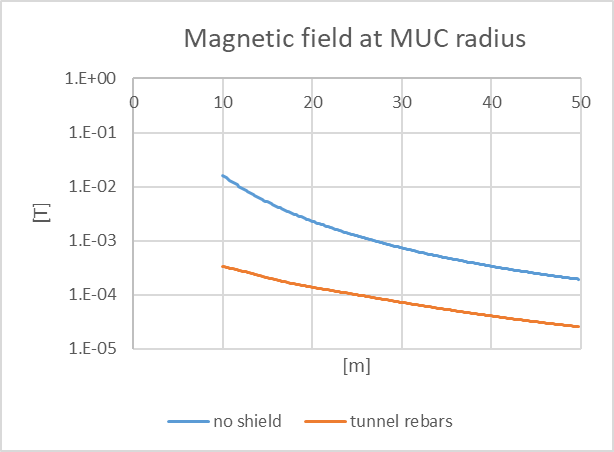 Magnetic field at MUC radius
1.E+00
0 10 20 30 40 50
1.E-01
1.E-02
[T]
1.E-03
1.E-04
1.E-05
[m]
no shield tunnel rebars